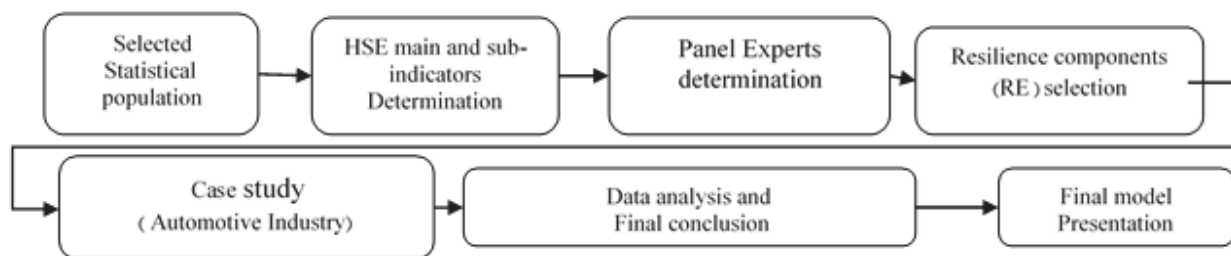 Selected
Statistical
population
HSE main and sub-
indicators
Determination
Panel Experts
determination
Resilience components
(RE) selection
Case study
( Automotive Industry)
Data analysis and
Final conclusion
Final model
Presentation